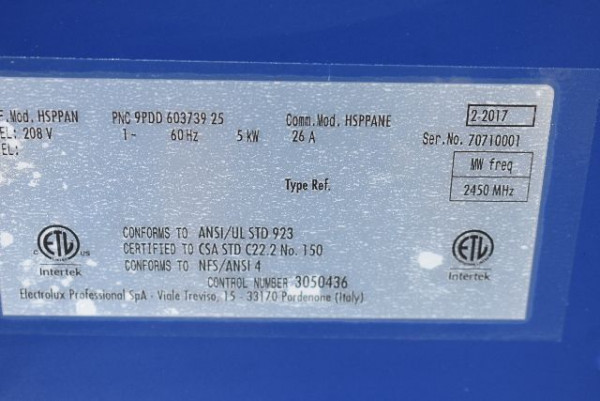 F.Mod. HSPPAN PNC 9PDD 603739 25 Comm.Mod. HSPPANE 2-2017
EL: 208 V 1~ 60 Hz 5 kW 26 A Ser.No. 70710001
EL:
MW freq
2450 MHz
Type Ref.
CONFORMS TO ANSI/UL STD 923
CERTIFIED TO CSA STD C22.2 No. 150
CONFORMS TO NFS/ANSI 4
CONTROL NUMBER 3050436
C ETL US
Intertek
ETL
Intertek
Electrolux Professional SpA - Viale Treviso, 15 - 33170 Pordenone (Italy)